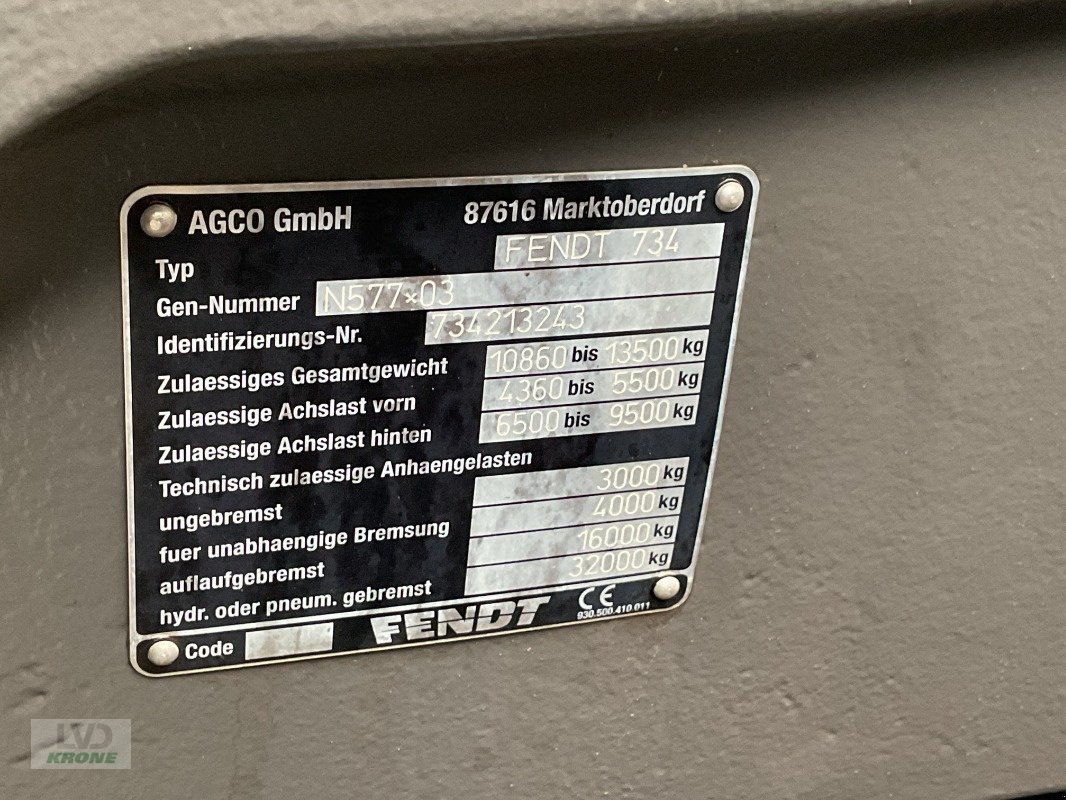 AGCO GmbH 87616 Marktoberdorf
Typ FENDT 734
Gen-Nummer N577×03
Identifizierungs-Nr. 734213243
Zulaessiges Gesamtgewicht 10860 bis 13500 kg
Zulaessige Achslast vorn 4360 bis 5500 kg
Zulaessige Achslast hinten 6500 bis 9500 kg
Technisch zulaessige Anhaengelasten
ungebremst 3000 kg
fuer unabhaengige Bremsung 4000 kg
auflaufgebremst 16000 kg
hydr. oder pneum. gebremst 32000 kg
Code FENDT CE
930.500.410.011
LVD
KRONE